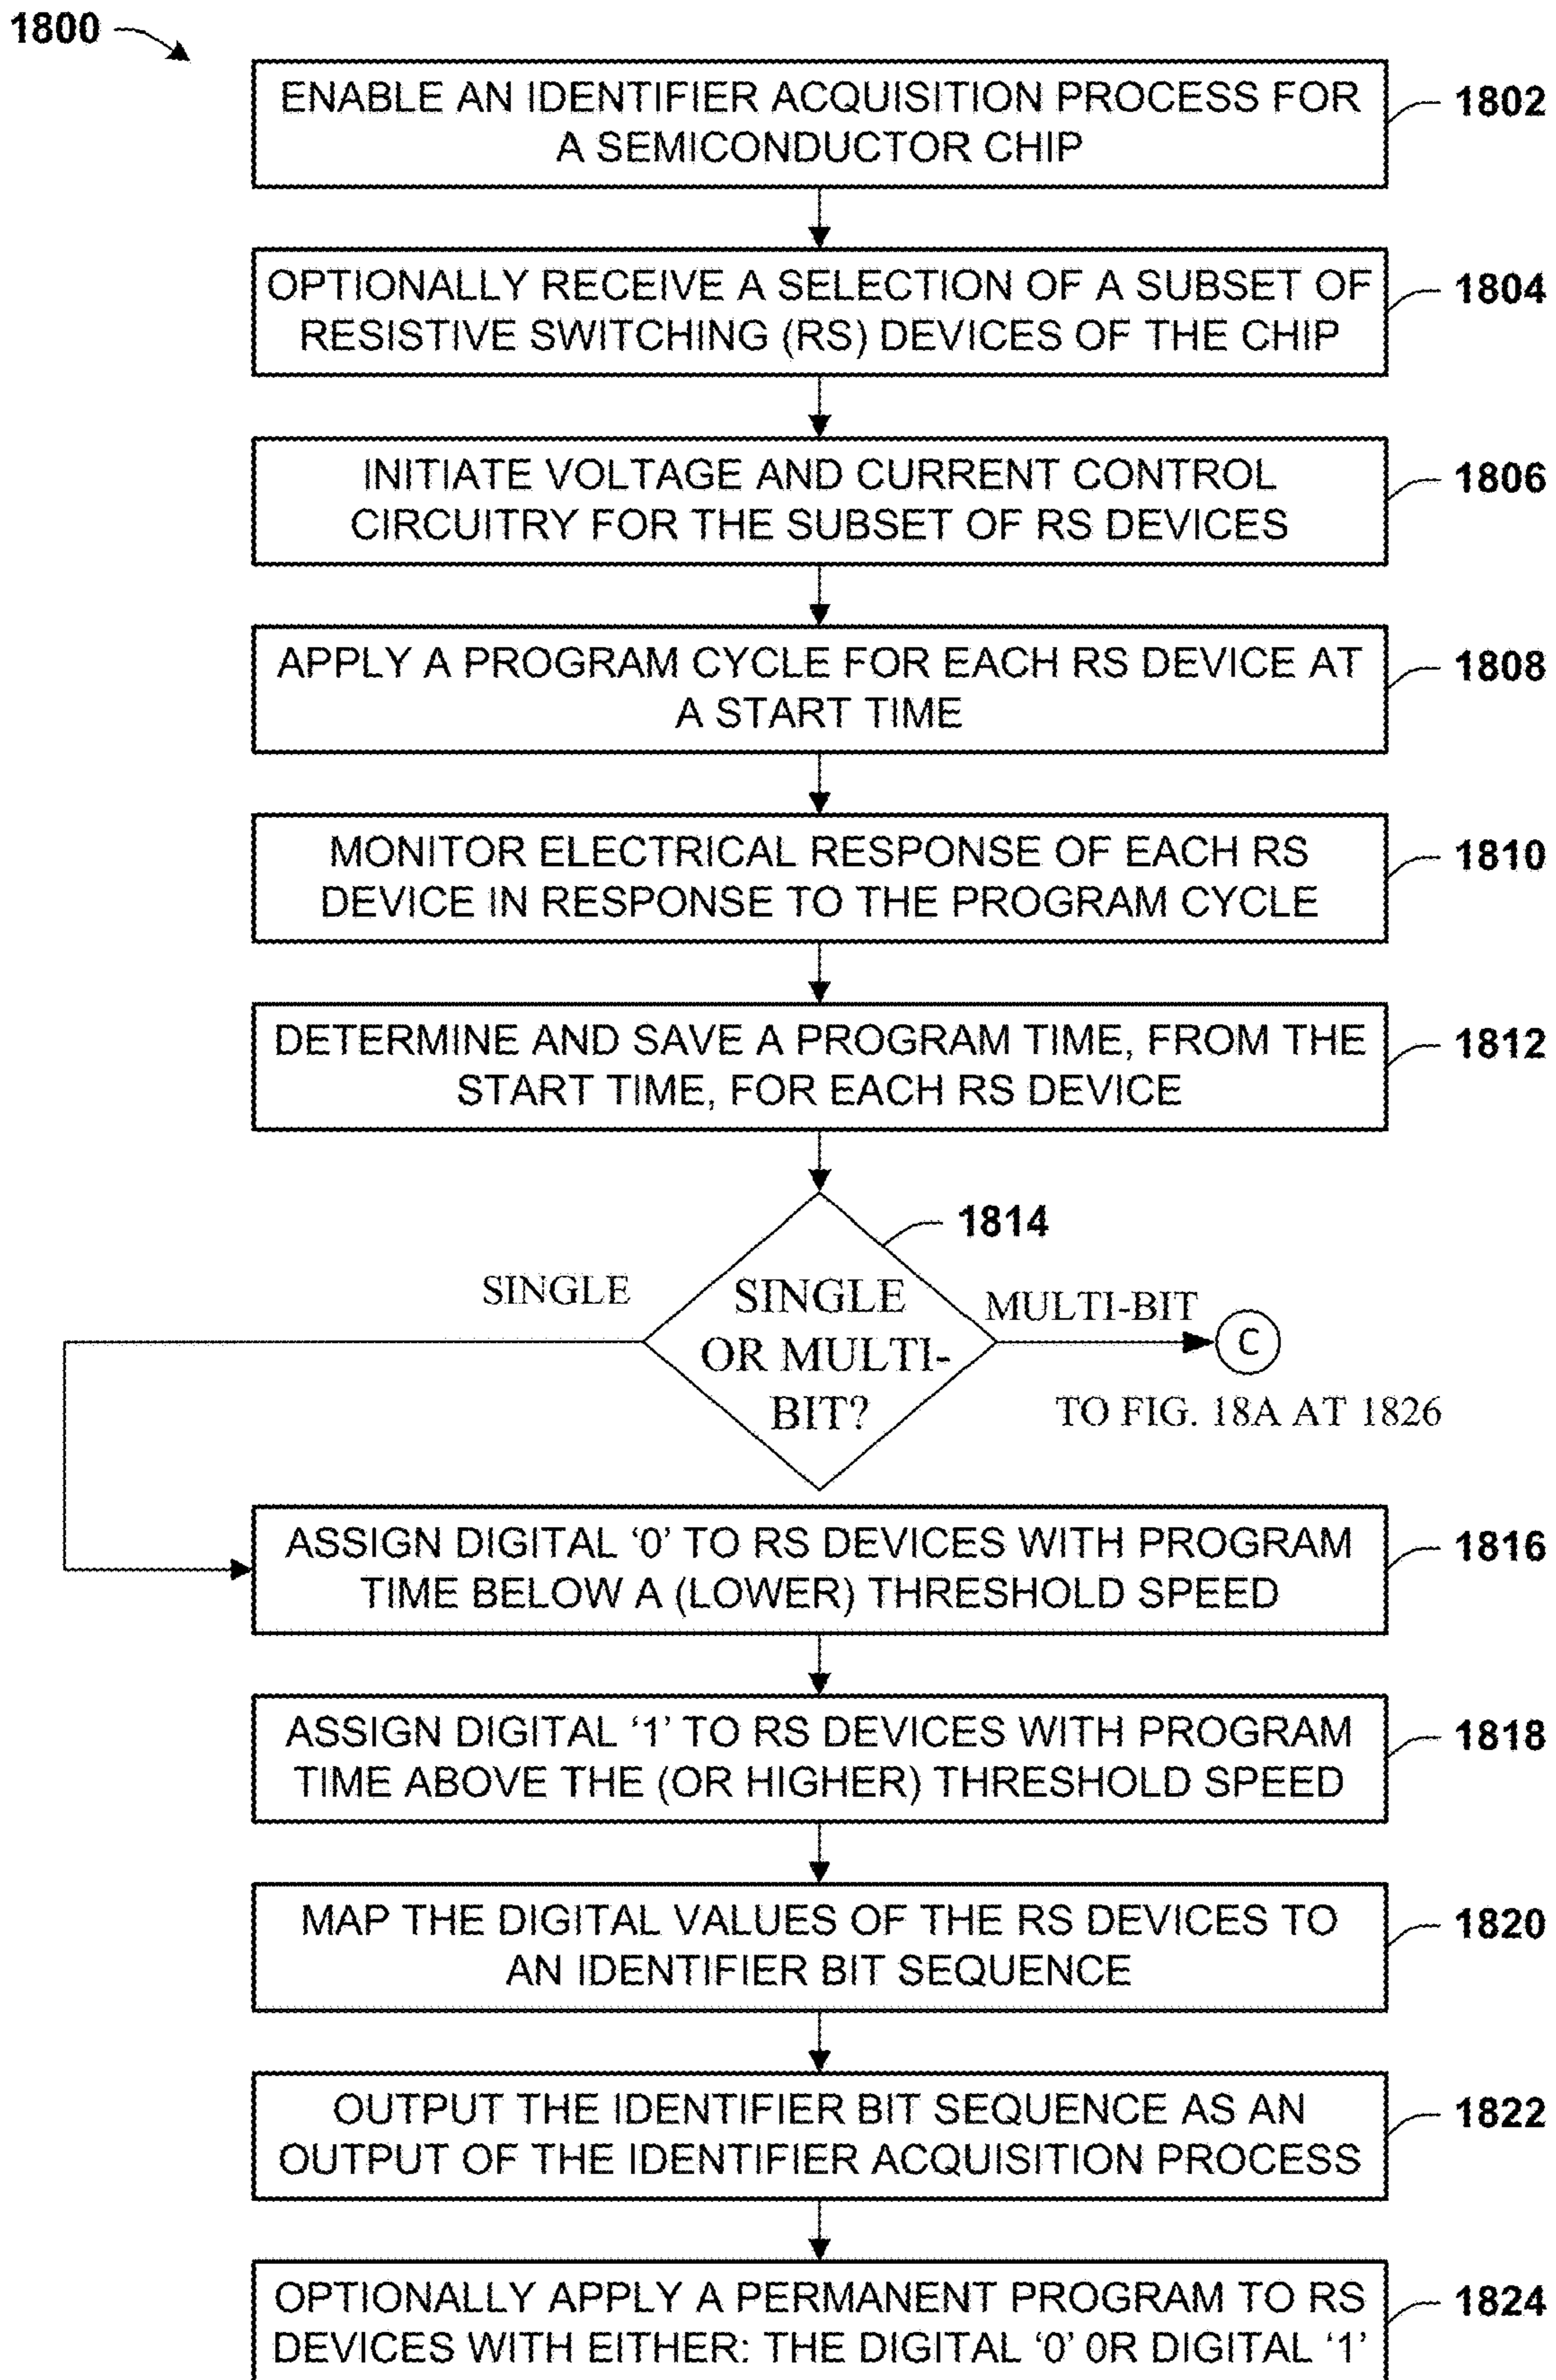 1800
ENABLE AN IDENTIFIER ACQUISITION PROCESS FOR
A SEMICONDUCTOR CHIP
1802
OPTIONALLY RECEIVE A SELECTION OF A SUBSET OF
RESISTIVE SWITCHING (RS) DEVICES OF THE CHIP
1804
INITIATE VOLTAGE AND CURRENT CONTROL
CIRCUITRY FOR THE SUBSET OF RS DEVICES
1806
APPLY A PROGRAM CYCLE FOR EACH RS DEVICE AT
A START TIME
1808
MONITOR ELECTRICAL RESPONSE OF EACH RS
DEVICE IN RESPONSE TO THE PROGRAM CYCLE
1810
DETERMINE AND SAVE A PROGRAM TIME, FROM THE
START TIME, FOR EACH RS DEVICE
1812
1814
SINGLE
SINGLE
OR MULTI-
BIT?
MULTI-BIT
C
TO FIG. 18A AT 1826
ASSIGN DIGITAL ‘0’ TO RS DEVICES WITH PROGRAM
TIME BELOW A (LOWER) THRESHOLD SPEED
1816
ASSIGN DIGITAL ‘1’ TO RS DEVICES WITH PROGRAM
TIME ABOVE THE (OR HIGHER) THRESHOLD SPEED
1818
MAP THE DIGITAL VALUES OF THE RS DEVICES TO
AN IDENTIFIER BIT SEQUENCE
1820
OUTPUT THE IDENTIFIER BIT SEQUENCE AS AN
OUTPUT OF THE IDENTIFIER ACQUISITION PROCESS
1822
OPTIONALLY APPLY A PERMANENT PROGRAM TO RS
DEVICES WITH EITHER: THE DIGITAL ‘0’ 0R DIGITAL ‘1’
1824